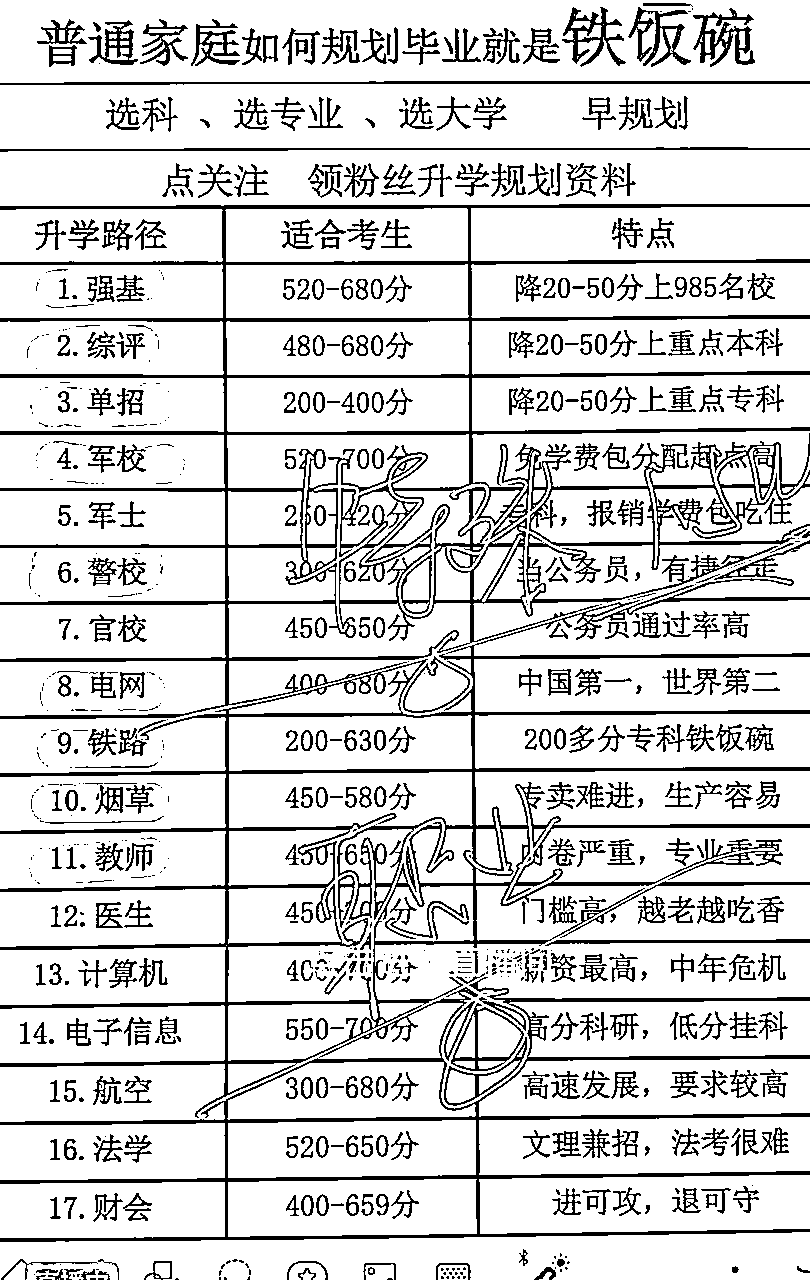 普通家庭如何规划毕业就是铁饭碗
选科 、选专业 、选大学 早规划
点关注 领粉丝升学规划资料
升学路径 适合考生 特点
1.强基 520-680分 降20-50分上985名校
2.综评 480-680分 降20-50分上重点本科
3.单招 200-400分 降20-50分上重点专科
4.军校 520-700分 免学费包分配起点高
5.军士 250-420分 专科，报销学费包吃住
6.警校 300-620分 当公务员，有捷径走
7.官校 450-650分 公务员通过率高
8.电网 400-680分 中国第一，世界第二
9.铁路 200-630分 200多分专科铁饭碗
10.烟草 450-580分 专卖难进，生产容易
11.教师 450-650分 内卷严重，专业重要
职业
12:医生 450-700分 门槛高，越老越吃香
13.计算机 400-700分 薪资最高，中年危机
14.电子信息 550-700分 高分科研，低分挂科
15.航空 300-680分 高速发展，要求较高
16.法学 520-650分 文理兼招，法考很难
17.财会 400-659分 进可攻，退可守